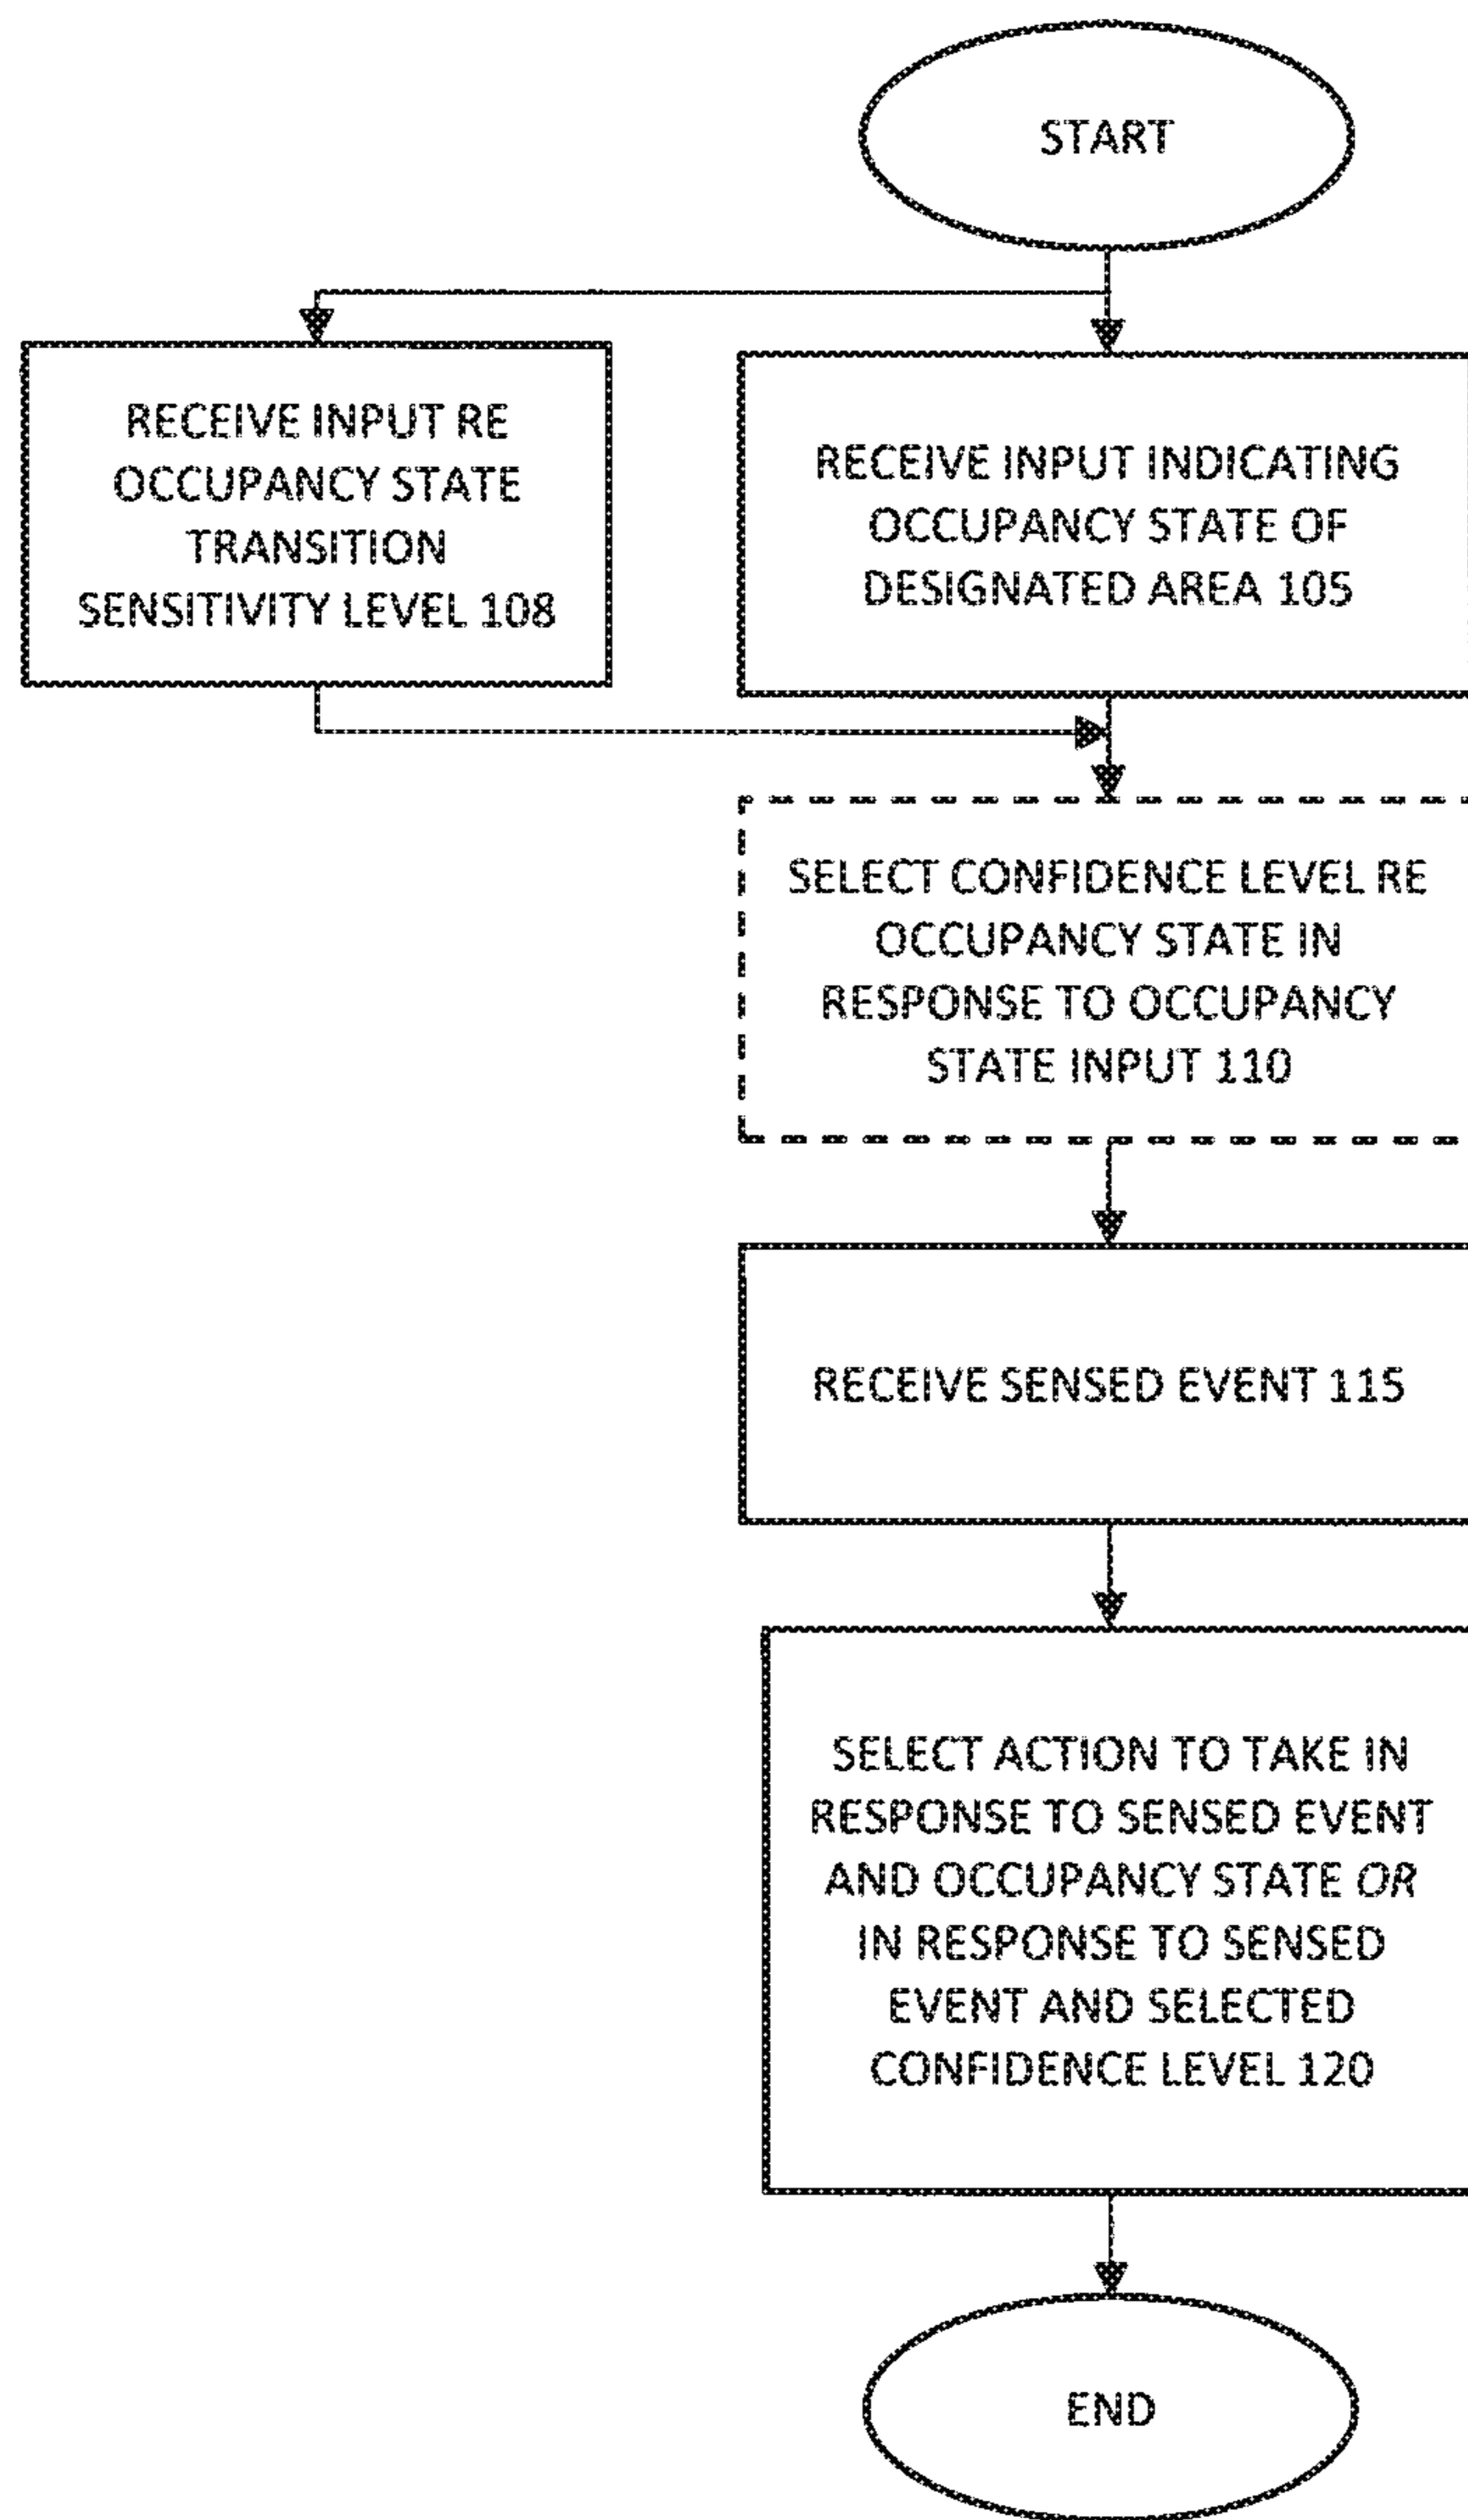 START
RECEIVE INPUT RE
OCCUPANCY STATE
TRANSITION
SENSITIVITY LEVEL 108
RECEIVE INPUT INDICATING
OCCUPANCY STATE OF
DESIGNATED AREA 105
SELECT CONFIDENCE LEVEL RE
OCCUPANCY STATE IN
RESPONSE TO OCCUPANCY
STATE INPUT 110
RECEIVE SENSED EVENT 115
SELECT ACTION TO TAKE IN
RESPONSE TO SENSED EVENT
AND OCCUPANCY STATE OR
IN RESPONSE TO SENSED
EVENT AND SELECTED
CONFIDENCE LEVEL 120
END